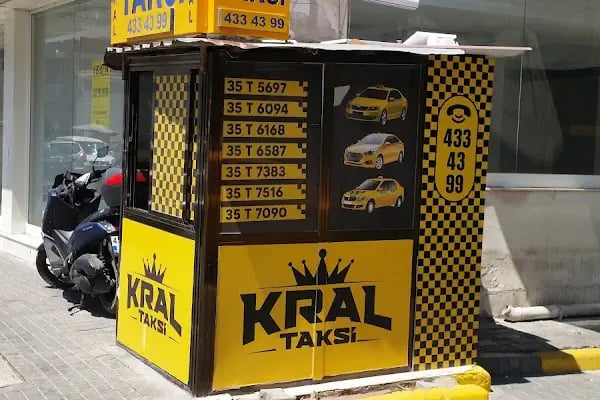 TAKSİ
433 43 99
433 43 99
35 T 5697
35 T 6094
35 T 6168
35 T 6587
35 T 7383
35 T 7516
35 T 7090
433
43
99
KRAL
TAKSİ
KRAL
TAKSİ